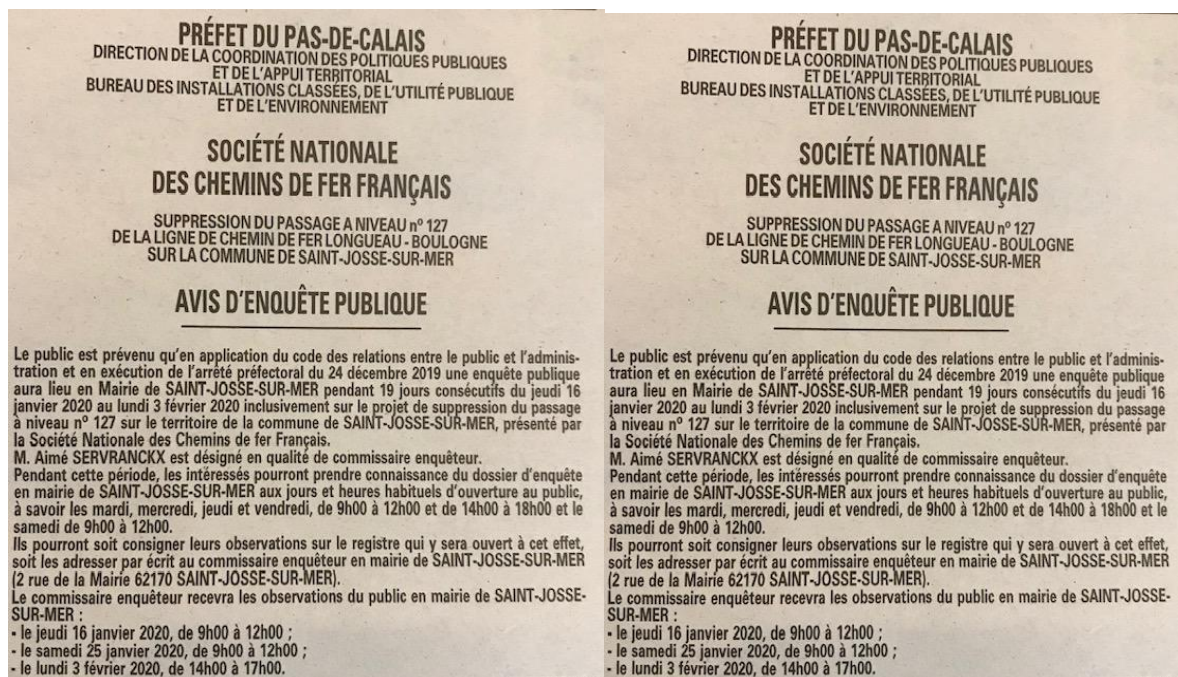 PRÉFET DU PAS-DE-CALAIS
DIRECTION DE LA COORDINATION DES POLITIQUES PUBLIQUES
ET DE L'APPUI TERRITORIAL
BUREAU DES INSTALLATIONS CLASSÉES, DE L'UTILITÉ PUBLIQUE
ET DE L'ENVIRONNEMENT
SOCIÉTÉ NATIONALE
DES CHEMINS DE FER FRANÇAIS
SUPPRESSION DU PASSAGE A NIVEAU nº 127
DE LA LIGNE DE CHEMIN DE FER LONGUEAU - BOULOGNE
SUR LA COMMUNE DE SAINT-JOSSE-SUR-MER
AVIS D'ENQUÊTE PUBLIQUE
Le public est prévenu qu'en application du code des relations entre le public et l'adminis-
tration et en exécution de l'arrêté préfectoral du 24 décembre 2019 une enquête publique
aura lieu en Mairie de SAINT-JOSSE-SUR-MER pendant 19 jours consécutifs du jeudi 16
janvier 2020 au lundi 3 février 2020 inclusivement sur le projet de suppression du passage
à niveau nº 127 sur le territoire de la commune de SAINT-JOSSE-SUR-MER, présenté par
la Société Nationale des Chemins de fer Français.
M. Aimé SERVRANCKX est désigné en qualité de commissaire enquêteur.
Pendant cette période, les intéressés pourront prendre connaissance du dossier d'enquête
en mairie de SAINT-JOSSE-SUR-MER aux jours et heures habituels d'ouverture au public,
à savoir les mardi, mercredi, jeudi et vendredi, de 9h00 à 12h00 et de 14h00 à 18h00 et le
samedi de 9h00 à 12h00.
Ils pourront soit consigner leurs observations sur le registre qui y sera ouvert à cet effet,
soit les adresser par écrit au commissaire enquêteur en mairie de SAINT-JOSSE-SUR-MER
(2 rue de la Mairie 62170 SAINT-JOSSE-SUR-MER).
Le commissaire enquêteur recevra les observations du public en mairie de SAINT-JOSSE-
SUR-MER :
- le jeudi 16 janvier 2020, de 9h00 à 12h00 ;
- le samedi 25 janvier 2020, de 9h00 à 12h00 ;
- le lundi 3 février 2020, de 14h00 à 17h00.
PRÉFET DU PAS-DE-CALAIS
DIRECTION DE LA COORDINATION DES POLITIQUES PUBLIQUES
ET DE L'APPUI TERRITORIAL
BUREAU DES INSTALLATIONS CLASSÉES, DE L'UTILITÉ PUBLIQUE
ET DE L'ENVIRONNEMENT
SOCIÉTÉ NATIONALE
DES CHEMINS DE FER FRANÇAIS
SUPPRESSION DU PASSAGE A NIVEAU nº 127
DE LA LIGNE DE CHEMIN DE FER LONGUEAU - BOULOGNE
SUR LA COMMUNE DE SAINT-JOSSE-SUR-MER
AVIS D'ENQUÊTE PUBLIQUE
Le public est prévenu qu'en application du code des relations entre le public et l'adminis-
tration et en exécution de l'arrêté préfectoral du 24 décembre 2019 une enquête publique
aura lieu en Mairie de SAINT-JOSSE-SUR-MER pendant 19 jours consécutifs du jeudi 16
janvier 2020 au lundi 3 février 2020 inclusivement sur le projet de suppression du passage
à niveau nº 127 sur le territoire de la commune de SAINT-JOSSE-SUR-MER, présenté par
la Société Nationale des Chemins de fer Français.
M. Aimé SERVRANCKX est désigné en qualité de commissaire enquêteur.
Pendant cette période, les intéressés pourront prendre connaissance du dossier d'enquête
en mairie de SAINT-JOSSE-SUR-MER aux jours et heures habituels d'ouverture au public,
à savoir les mardi, mercredi, jeudi et vendredi, de 9h00 à 12h00 et de 14h00 à 18h00 et le
samedi de 9h00 à 12h00.
Ils pourront soit consigner leurs observations sur le registre qui y sera ouvert à cet effet,
soit les adresser par écrit au commissaire enquêteur en mairie de SAINT-JOSSE-SUR-MER
(2 rue de la Mairie 62170 SAINT-JOSSE-SUR-MER).
Le commissaire enquêteur recevra les observations du public en mairie de SAINT-JOSSE-
SUR-MER :
- le jeudi 16 janvier 2020, de 9h00 à 12h00 ;
- le samedi 25 janvier 2020, de 9h00 à 12h00 ;
- le lundi 3 février 2020, de 14h00 à 17h00.